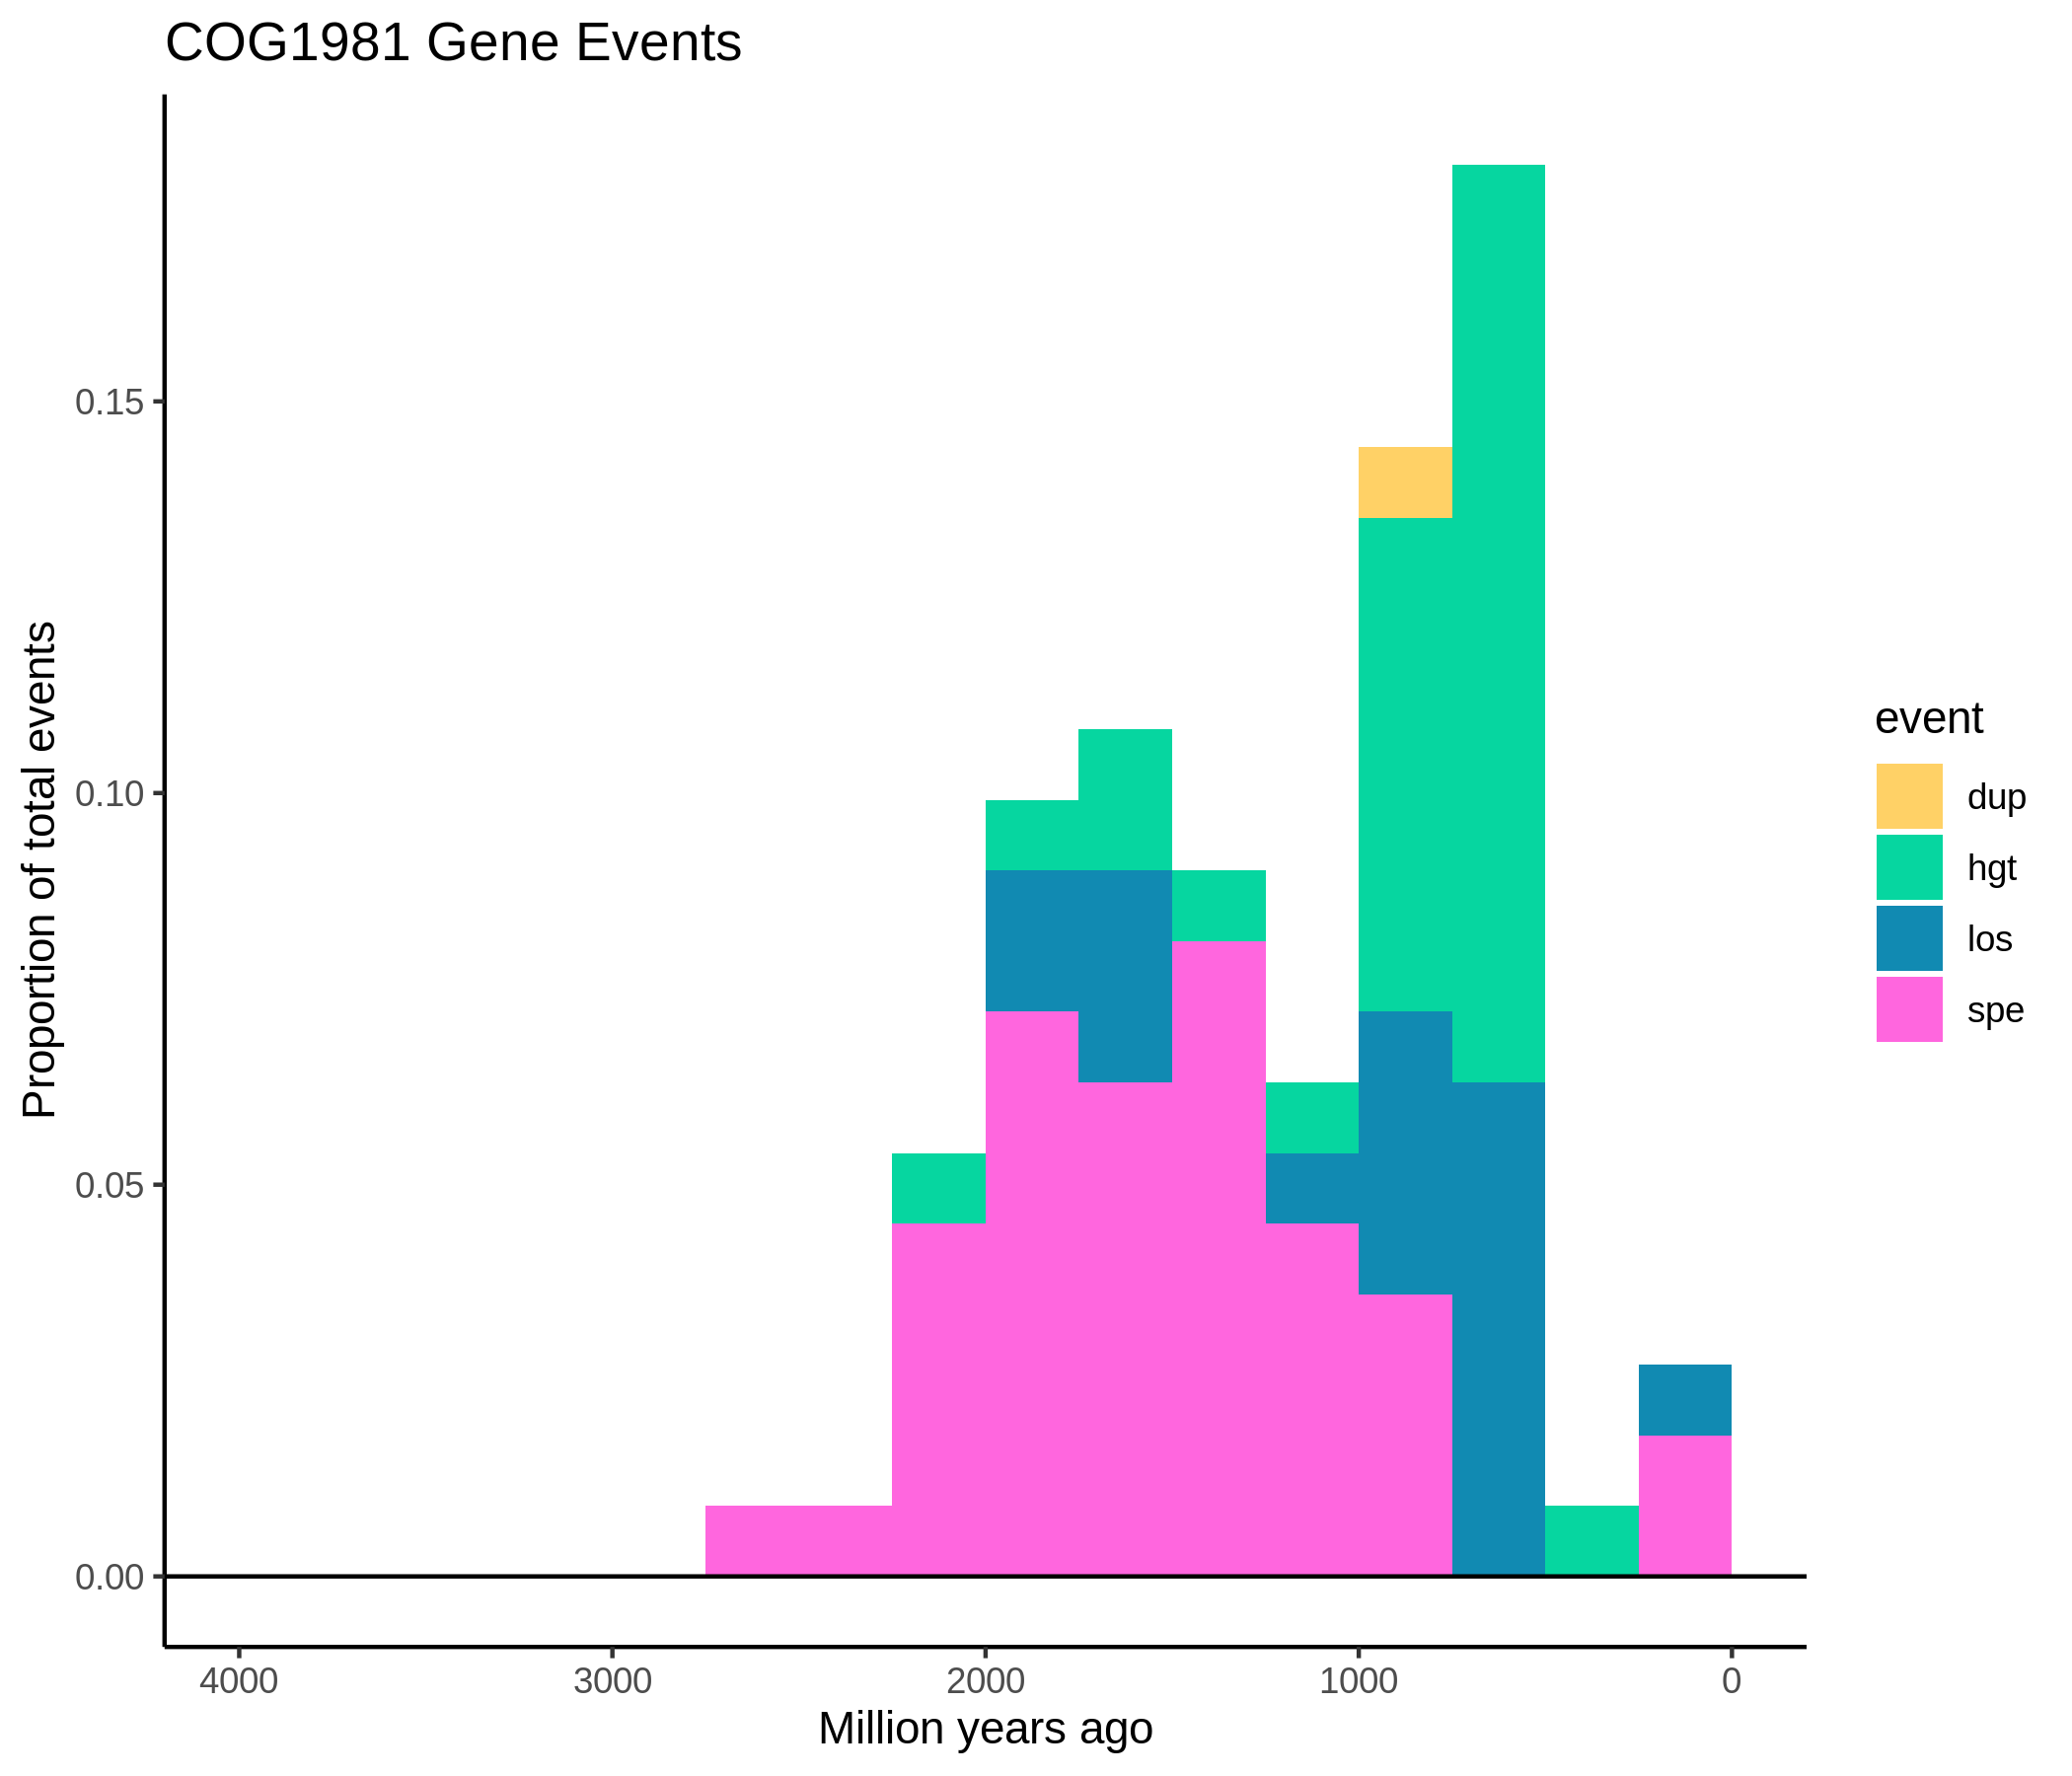 COG1981 Gene Events
Proportion of total events
0.15
0.10
0.05
0.00
4000 3000 2000 1000 0
Million years ago
event
dup
hgt
los
spe